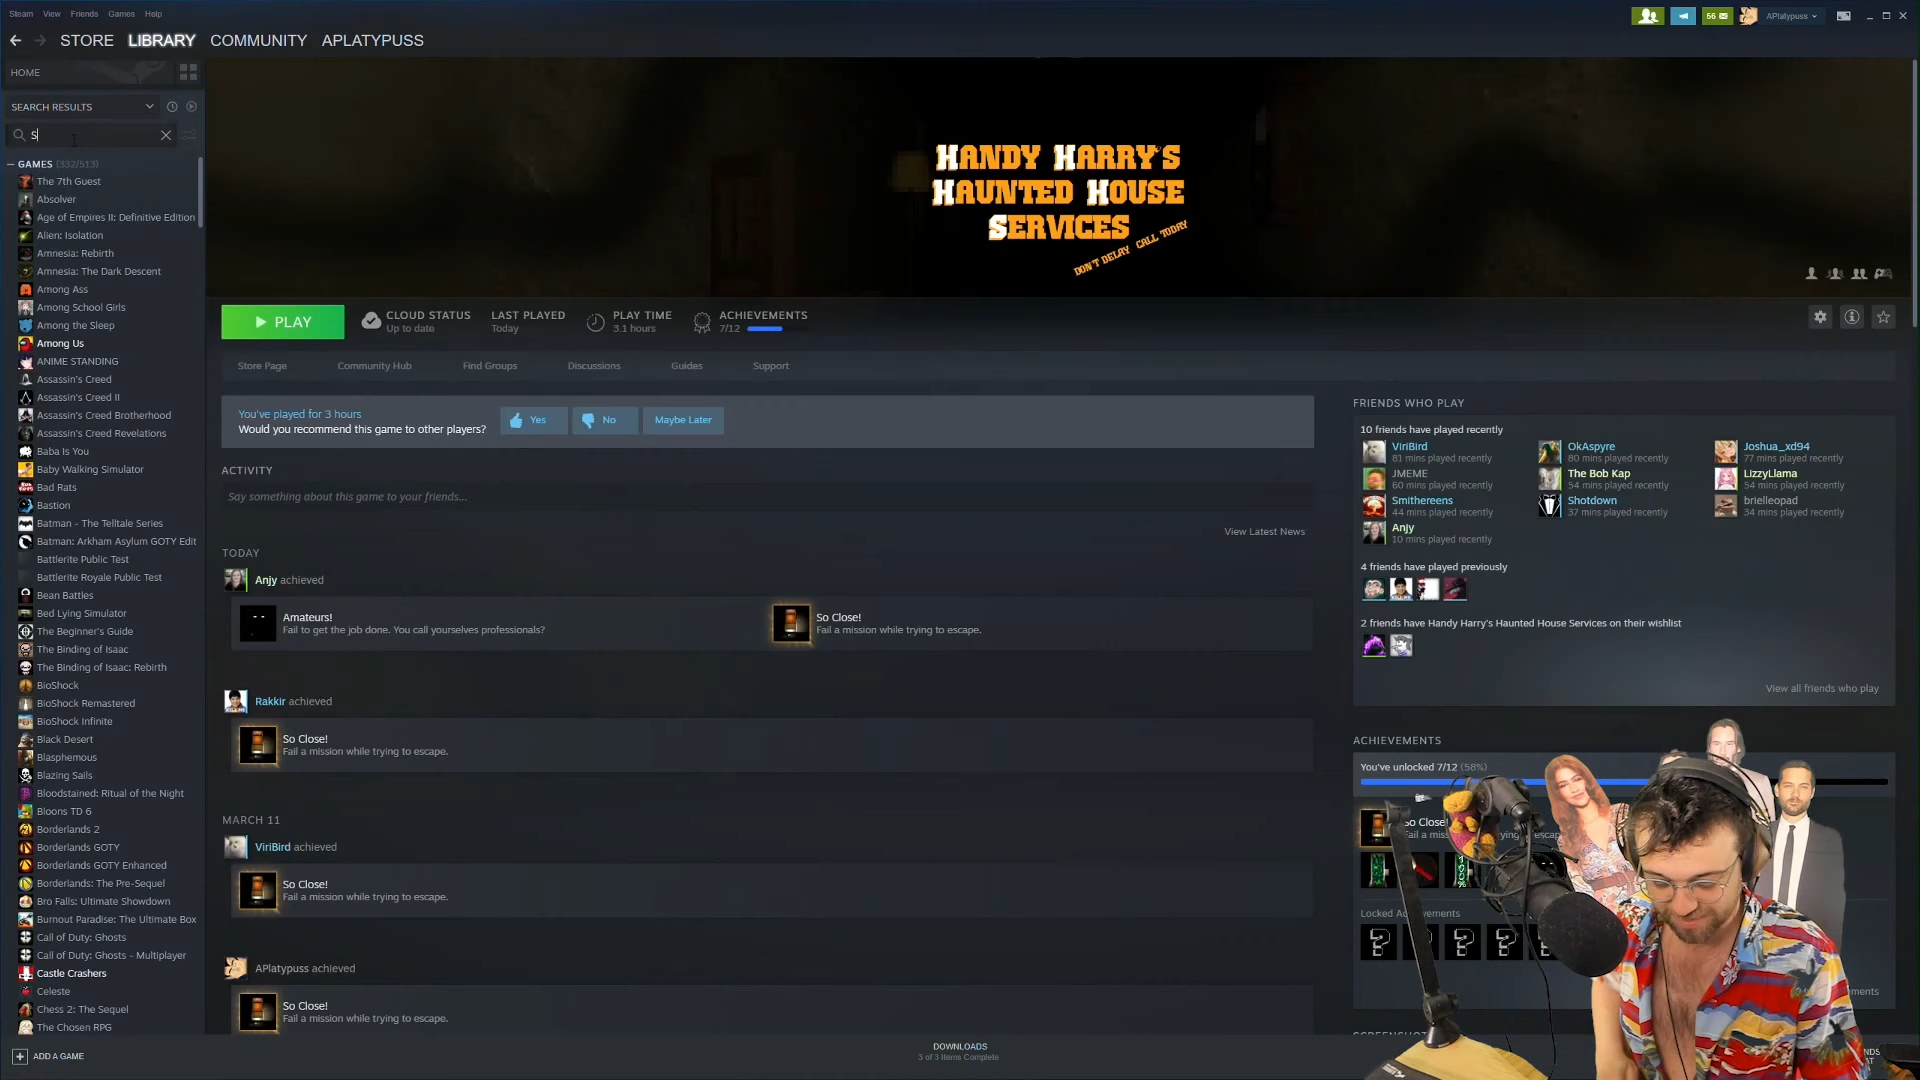 Steam View Friends Games Help
56
APlatypuss
STORE LIBRARY COMMUNITY APLATYPUSS
HOME
SEARCH RESULTS
S
GAMES (332/513)
The 7th Guest
Absolver
Age of Empires II: Definitive Edition
Alien: Isolation
Amnesia: Rebirth
Amnesia: The Dark Descent
Among Ass
Among School Girls
Among the Sleep
Among Us
ANIME STANDING
Assassin's Creed
Assassin's Creed II
Assassin's Creed Brotherhood
Assassin's Creed Revelations
Baba Is You
Baby Walking Simulator
Bad Rats
Bastion
Batman - The Telltale Series
Batman: Arkham Asylum GOTY Edit
Battlerite Public Test
Battlerite Royale Public Test
Bean Battles
Bed Lying Simulator
The Beginner's Guide
The Binding of Isaac
The Binding of Isaac: Rebirth
BioShock
BioShock Remastered
BioShock Infinite
Black Desert
Blasphemous
Blazing Sails
Bloodstained: Ritual of the Night
Bloons TD 6
Borderlands 2
Borderlands GOTY
Borderlands GOTY Enhanced
Borderlands: The Pre-Sequel
Bro Falls: Ultimate Showdown
Burnout Paradise: The Ultimate Box
Call of Duty: Ghosts
Call of Duty: Ghosts - Multiplayer
Castle Crashers
Celeste
Chess 2: The Sequel
The Chosen RPG
ADD A GAME
HANDY HARRY'S
HAUNTED HOUSE
SERVICES
DON'T DELAY CALL TODAY
PLAY
CLOUD STATUS
Up to date
LAST PLAYED
Today
PLAY TIME
3.1 hours
ACHIEVEMENTS
7/12
Store Page Community Hub Find Groups Discussions Guides Support
You've played for 3 hours
Would you recommend this game to other players?
Yes No Maybe Later
ACTIVITY
Say something about this game to your friends...
View Latest News
TODAY
Anjy achieved
Amateurs!
Fail to get the job done. You call yourselves professionals?
So Close!
Fail a mission while trying to escape.
Rakkir achieved
So Close!
Fail a mission while trying to escape.
MARCH 11
ViriBird achieved
So Close!
Fail a mission while trying to escape.
APlatypuss achieved
So Close!
Fail a mission while trying to escape.
DOWNLOADS
3 of 3 Items Complete
FRIENDS WHO PLAY
10 friends have played recently
ViriBird
81 mins played recently
OkAspyre
80 mins played recently
Joshua_xd94
77 mins played recently
JMEME
60 mins played recently
The Bob Kap
54 mins played recently
LizzyLlama
54 mins played recently
Smithereens
44 mins played recently
Shotdown
37 mins played recently
brielleopad
34 mins played recently
Anjy
10 mins played recently
4 friends have played previously
2 friends have Handy Harry's Haunted House Services on their wishlist
View all friends who play
ACHIEVEMENTS
You've unlocked 7/12 (58%)
So Close!
Locked